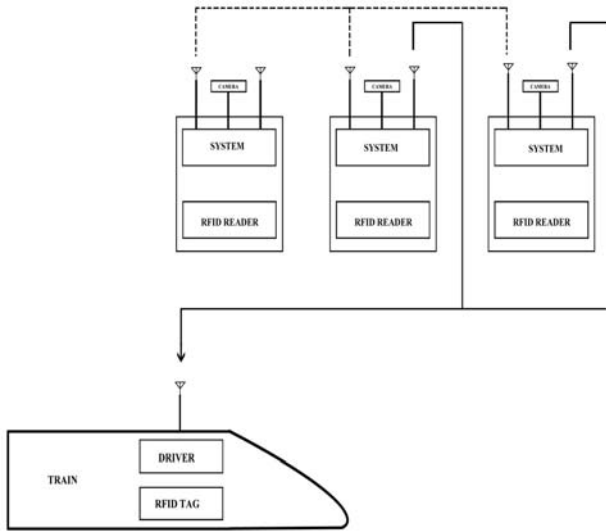 CAMERA
CAMERA
CAMERA
SYSTEM
SYSTEM
SYSTEM
RFID READER
RFID READER
RFID READER
DRIVER
TRAIN
RFID TAG